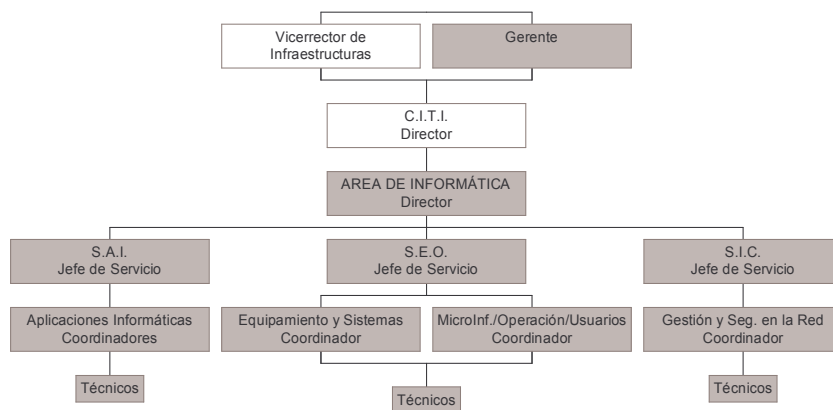 Vicerrector de
Infraestructuras
Gerente
C.I.T.I.
Director
AREA DE INFORMÁTICA
Director
S.A.I.
Jefe de Servicio
S.E.O.
Jefe de Servicio
S.I.C.
Jefe de Servicio
Aplicaciones Informáticas
Coordinadores
Equipamiento y Sistemas
Coordinador
MicroInf./Operación/Usuarios
Coordinador
Gestión y Seg. en la Red
Coordinador
Técnicos
Técnicos
Técnicos